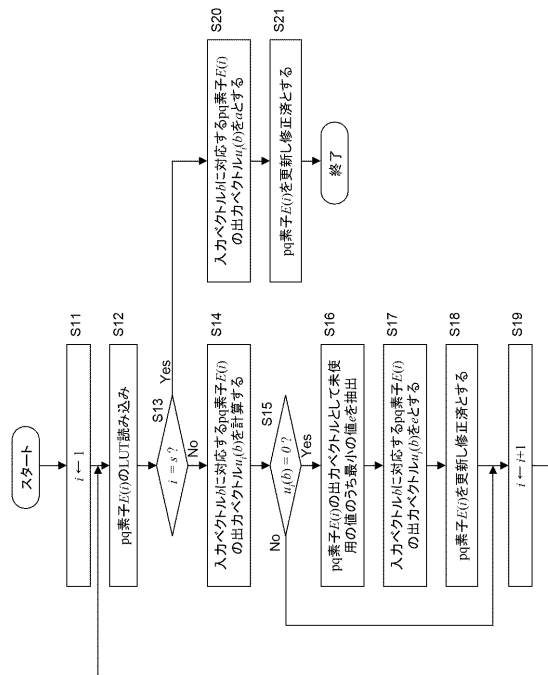 スタート
S11
i ← 1
S12
pq素子E(i)のLUT読み込み
S13
i = s ?
Yes
No
S14
入力ベクトルbに対応するpq素子E(i)
の出力ベクトルuᵢ(b)を計算する
S15
uᵢ(b) = 0 ?
No
Yes
S16
pq素子E(i)の出力ベクトルとして未使
用の値のうち最小の値eを抽出
S17
入力ベクトルbに対応するpq素子E(i)
の出力ベクトルuᵢ(b)をeとする
S18
pq素子E(i)を更新し修正済とする
S19
i ← i+1
S20
入力ベクトルbに対応するpq素子E(i)
の出力ベクトルuᵢ(b)をaとする
S21
pq素子E(i)を更新し修正済とする
終了